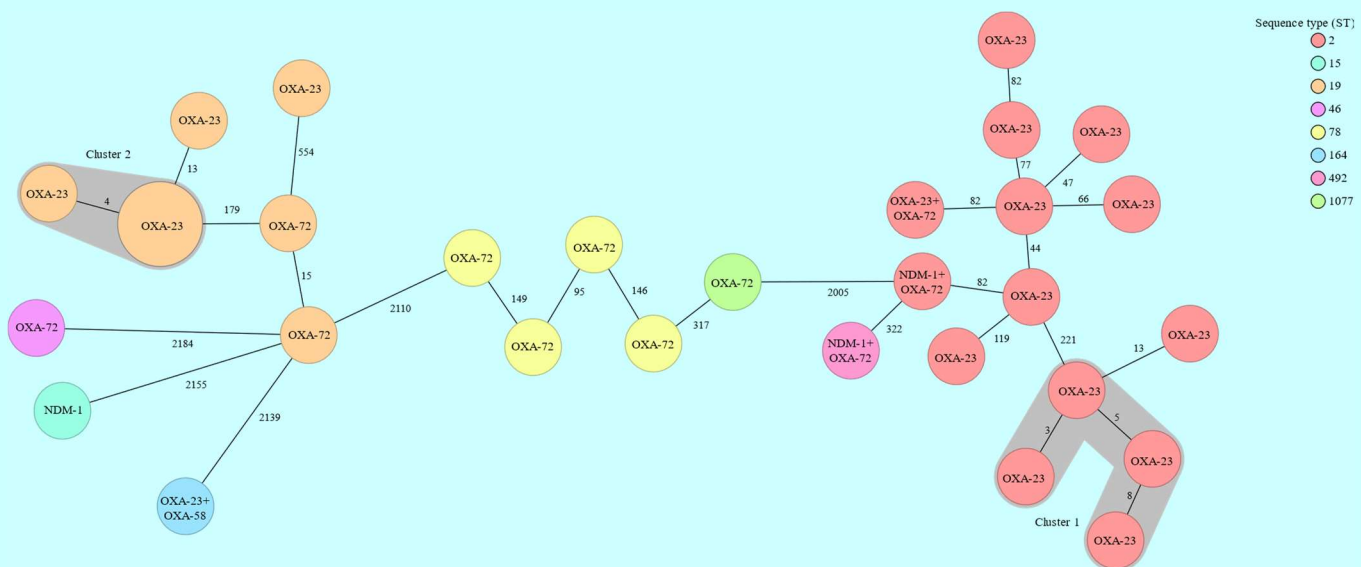 Sequence type (ST)
2
15
19
46
78
164
492
1077
OXA-23
82
OXA-23
OXA-23
77
47
OXA-23
OXA-23+
OXA-72
82
OXA-23
66
OXA-23
44
OXA-23
554
OXA-23
13
Cluster 2
OXA-23
4
OXA-23
179
OXA-72
15
OXA-72
2184
OXA-72
2155
NDM-1
2139
OXA-23+
OXA-58
2110
OXA-72
149
OXA-72
95
OXA-72
146
OXA-72
317
OXA-72
2005
NDM-1+
OXA-72
322
NDM-1+
OXA-72
82
OXA-23
119
OXA-23
221
OXA-23
13
OXA-23
3
OXA-23
5
OXA-23
8
OXA-23
Cluster 1